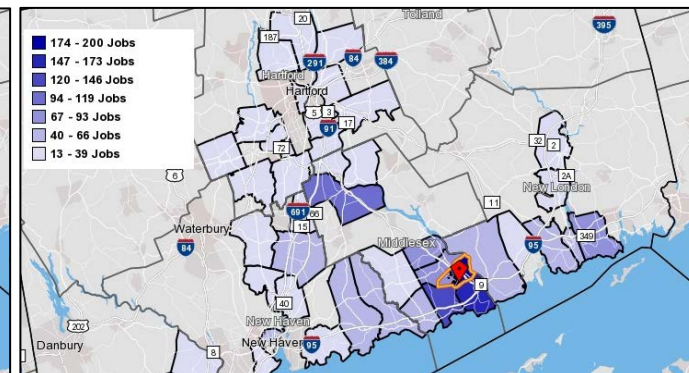 174 - 200 Jobs
147 - 173 Jobs
120 - 146 Jobs
94 - 119 Jobs
67 - 93 Jobs
40 - 66 Jobs
13 - 39 Jobs
Tolland
20
395
187
84
291
384
Hartford
Hartford
5
3
17
91
32
2
72
6
2A
New London
691
66
11
15
Waterbury
Middlesex
84
95
349
9
40
New Haven
202
New Haven
95
Danbury
8